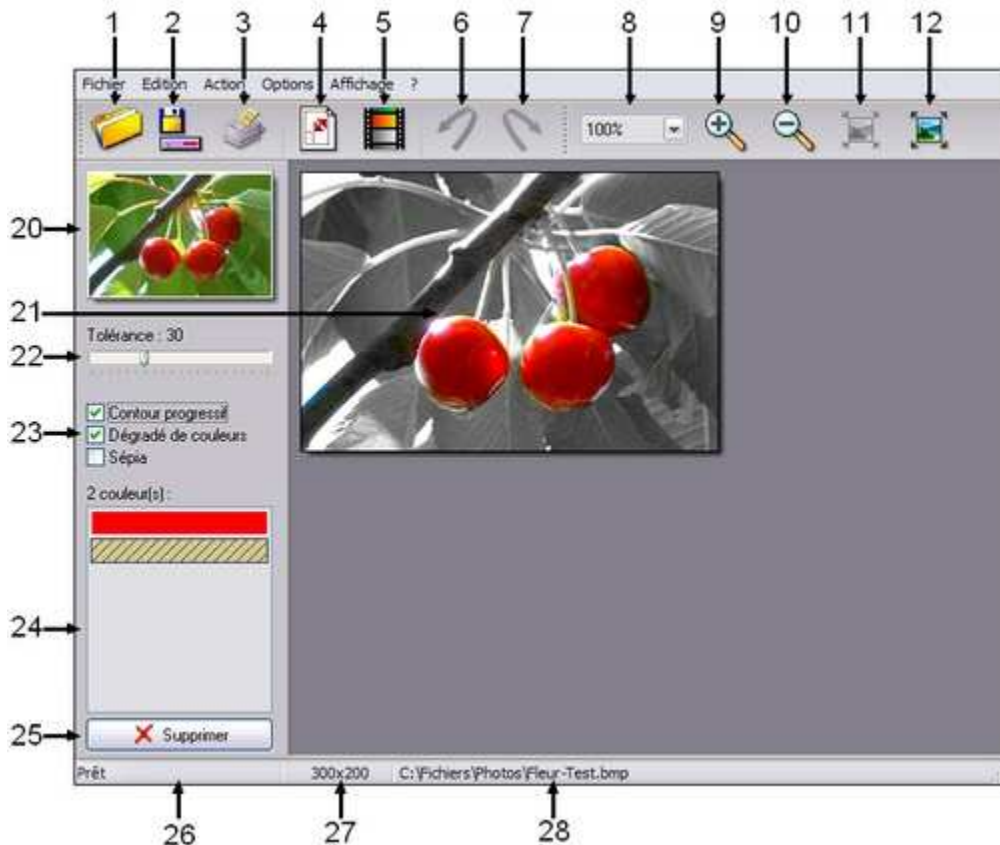 1 2 3 4 5 6 7 8 9 10 11 12
Fichier Edition Action Options Affichage ?
100%
20
21
Tolérance : 30
22
Contour progressif
23
Dégradé de couleurs
Sépia
2 couleur(s) :
24
25
Supprimer
Prêt 300x200 C:\Fichiers\Photos\Fleur-Test.bmp
26 27 28